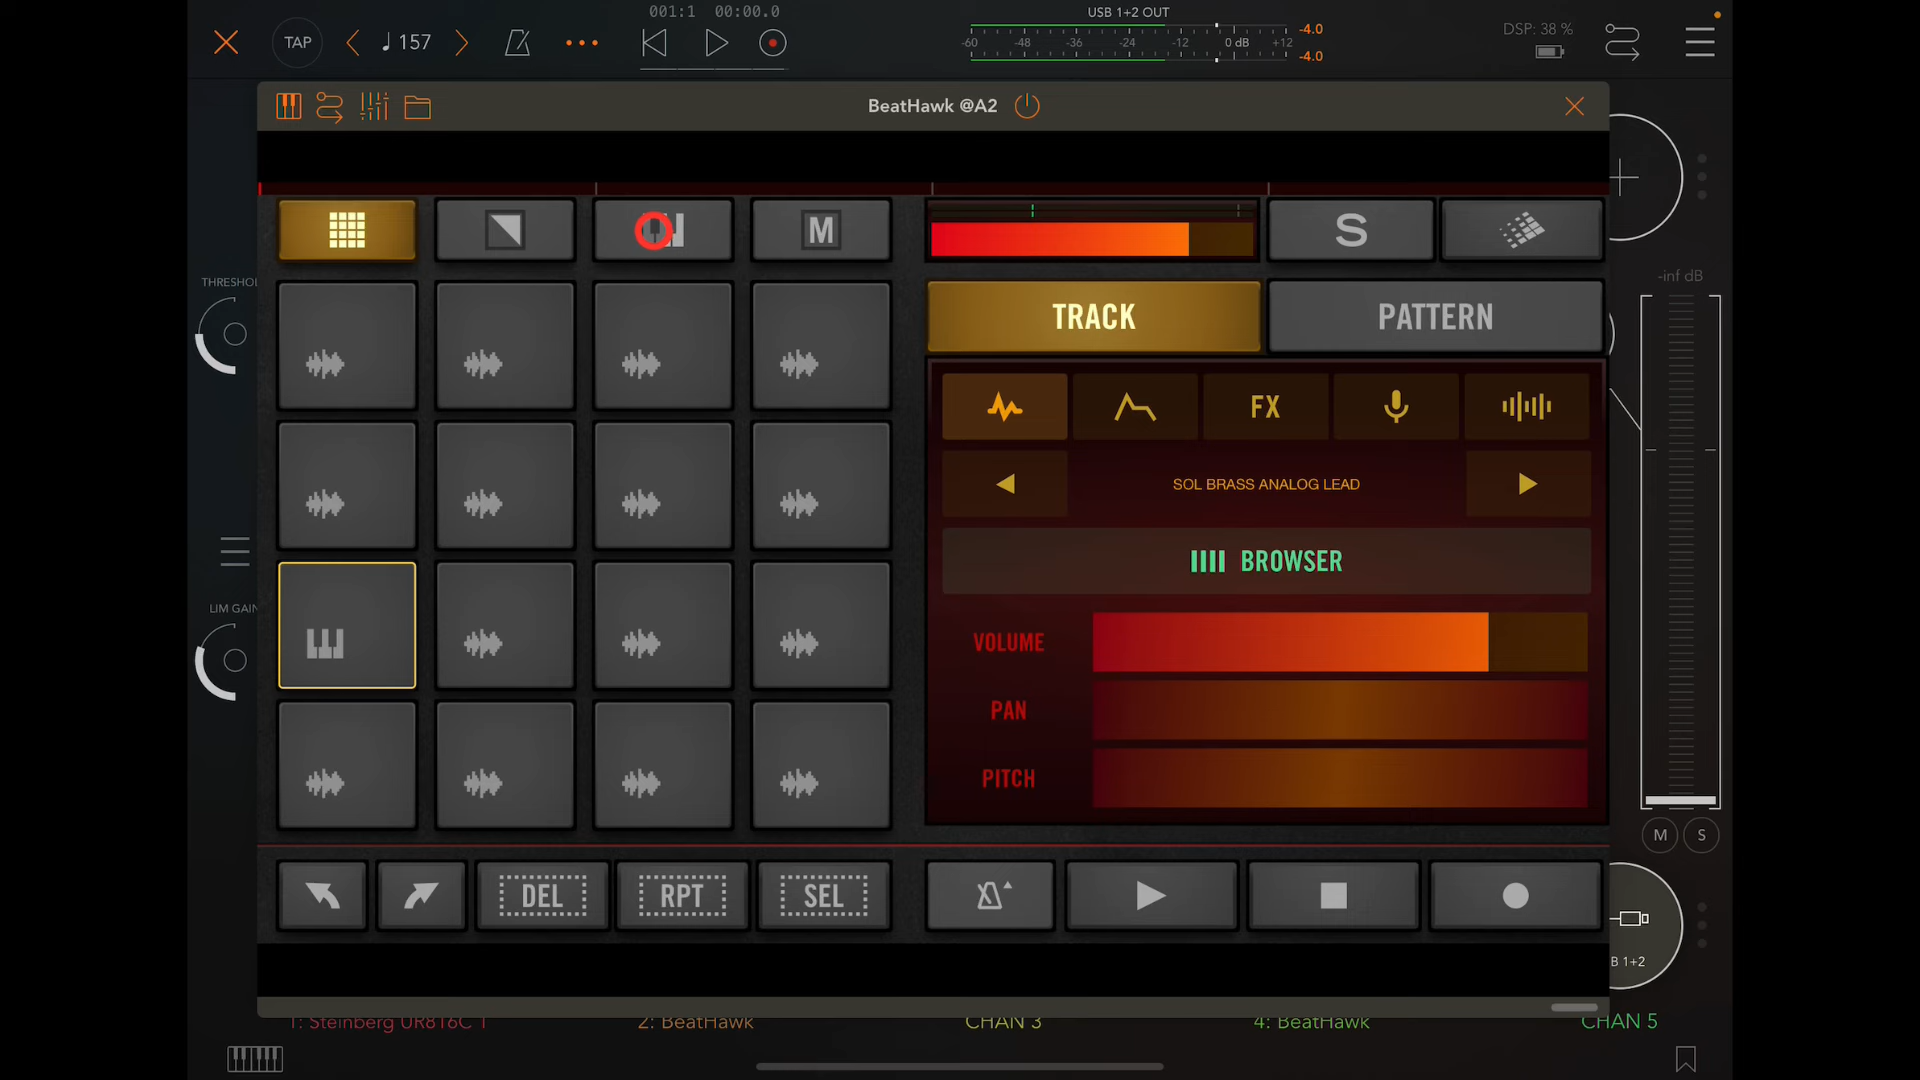 001:1 00:00.0
USB 1+2 OUT
TAP
157
-60 -48 -36 -24 -12 0 dB +12
-4.0
-4.0
DSP: 38 %
BeatHawk @A2
M
S
THRESHOL
TRACK
PATTERN
-inf dB
FX
SOL BRASS ANALOG LEAD
BROWSER
LIM GAIN
VOLUME
PAN
PITCH
M S
DEL
RPT
SEL
B 1+2
1: Steinberg UR816C 1
2: BeatHawk
CHAN 3
4: BeatHawk
CHAN 5